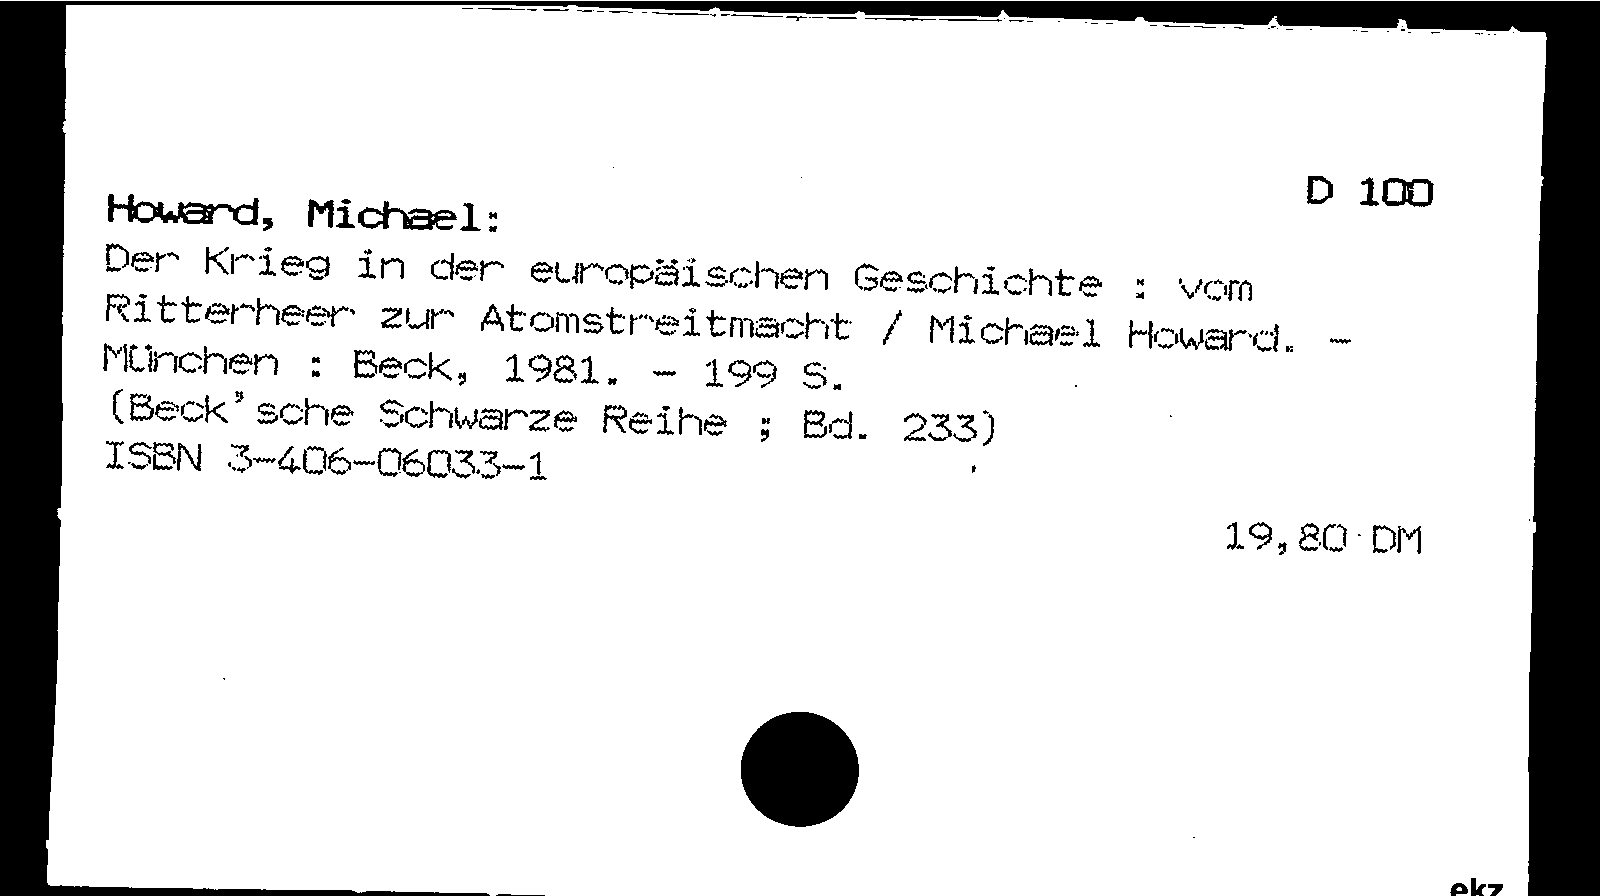 D 100
Howard, Michael:
Der Krieg in der europäischen Geschichte : vom
Ritterheer zur Atomstreitmacht / Michael Howard. -
München : Beck, 1981. - 199 S.
(Beck'sche Schwarze Reihe ; Bd. 233)
ISBN 3-406-06033-1
19,80 DM
ekz